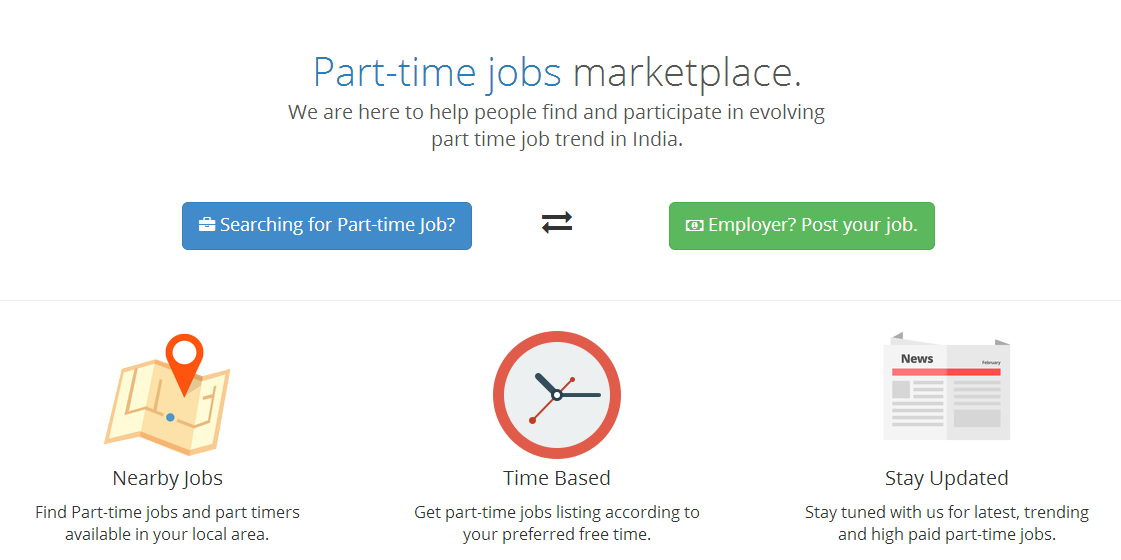 Part-time jobs marketplace.
We are here to help people find and participate in evolving
part time job trend in India.
Searching for Part-time Job?
Employer? Post your job.
News
February
Nearby Jobs
Find Part-time jobs and part timers
available in your local area.
Time Based
Get part-time jobs listing according to
your preferred free time.
Stay Updated
Stay tuned with us for latest, trending
and high paid part-time jobs.